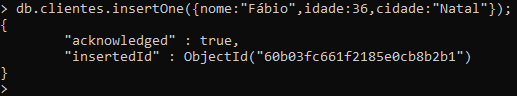 > db.clientes.insertOne({nome:"Fábio",idade:36,cidade:"Natal"});
{
        "acknowledged" : true,
        "insertedId" : ObjectId("60b03fc661f2185e0cb8b2b1")
}
>